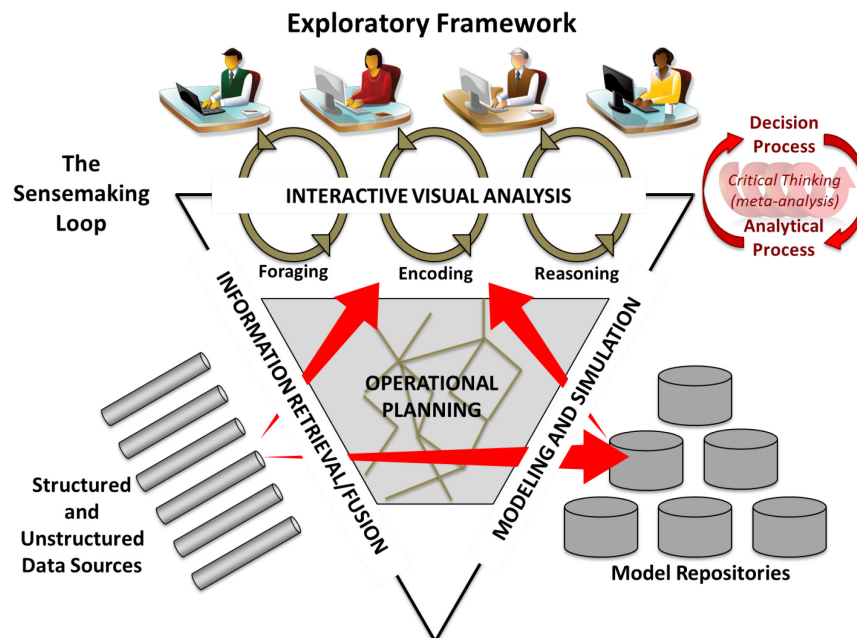 Exploratory Framework
The
Sensemaking
Loop
INTERACTIVE VISUAL ANALYSIS
Decision
Process
Critical Thinking
(meta-analysis)
Analytical
Process
Foraging
Encoding
Reasoning
INFORMATION RETRIEVAL/FUSION
OPERATIONAL
PLANNING
MODELING AND SIMULATION
Structured
and
Unstructured
Data Sources
Model Repositories